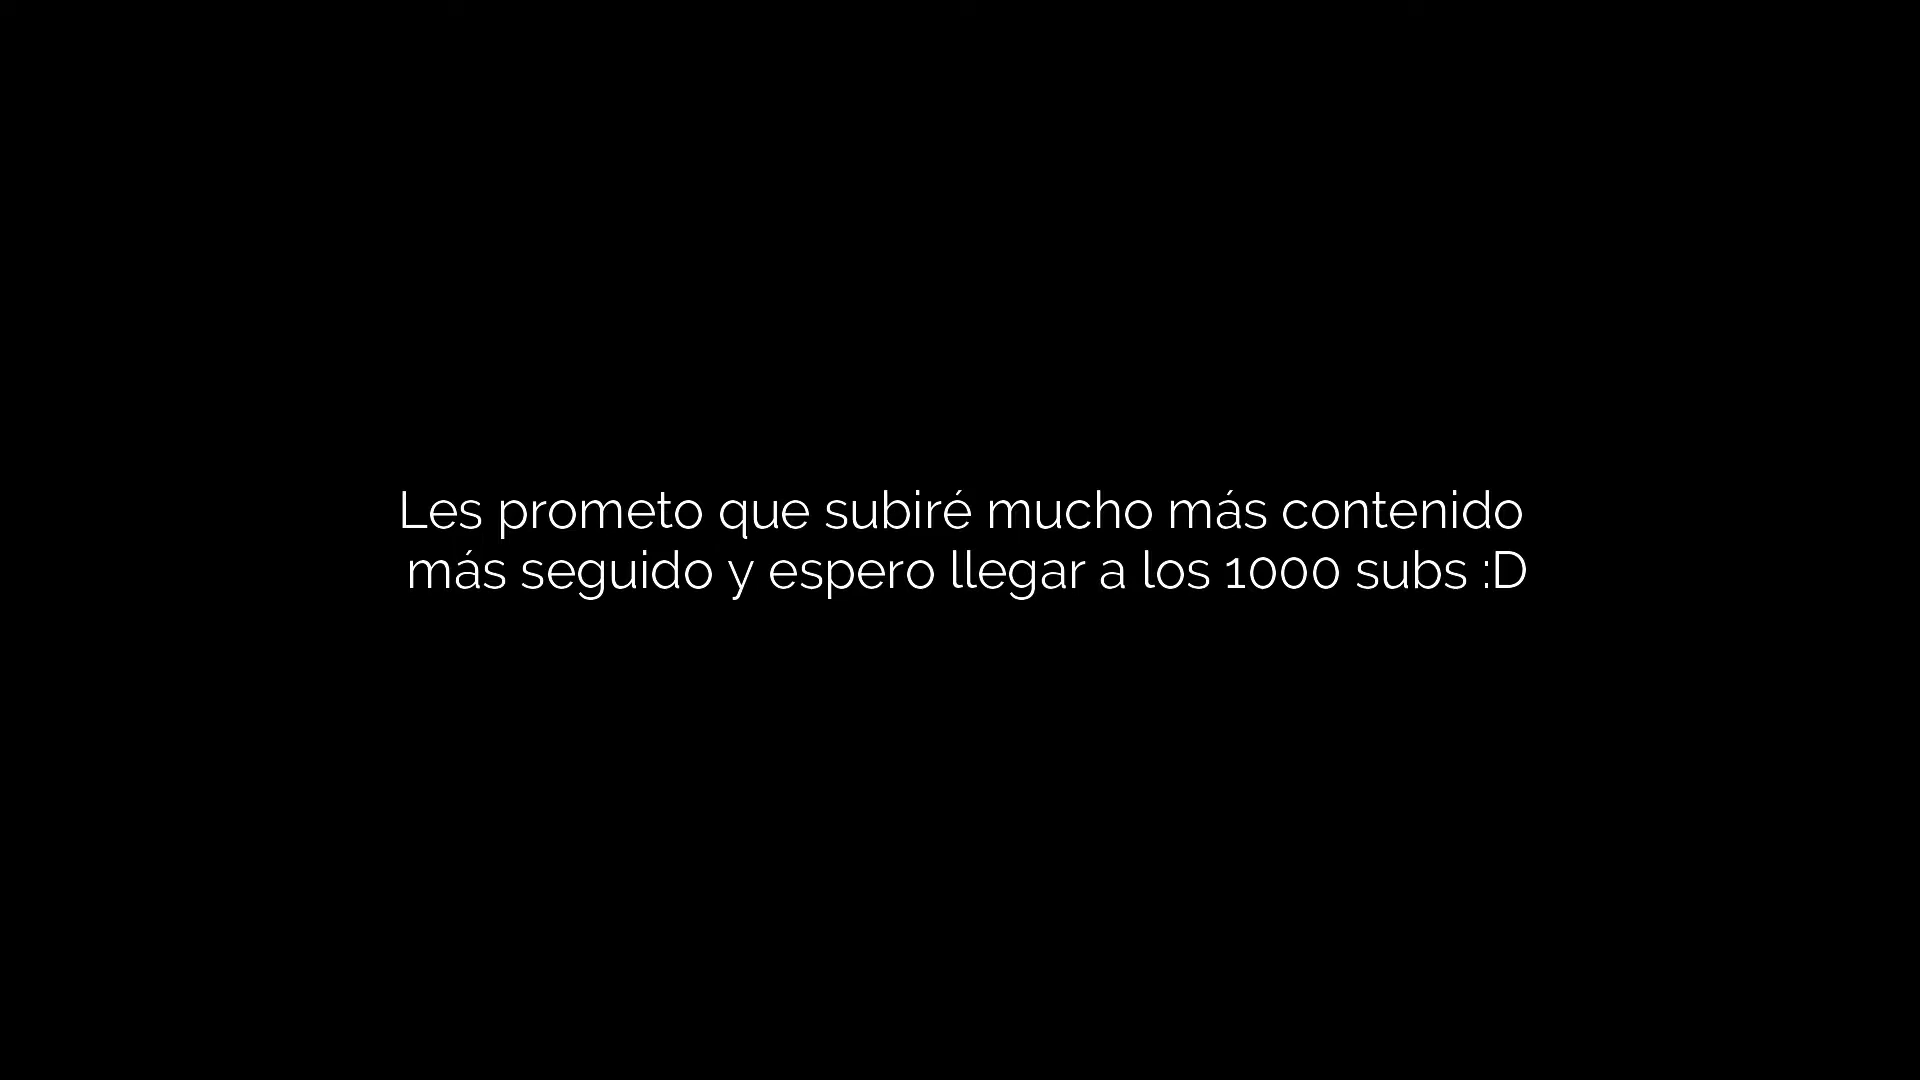 Les prometo que subiré mucho más contenido
más seguido y espero llegar a los 1000 subs :D